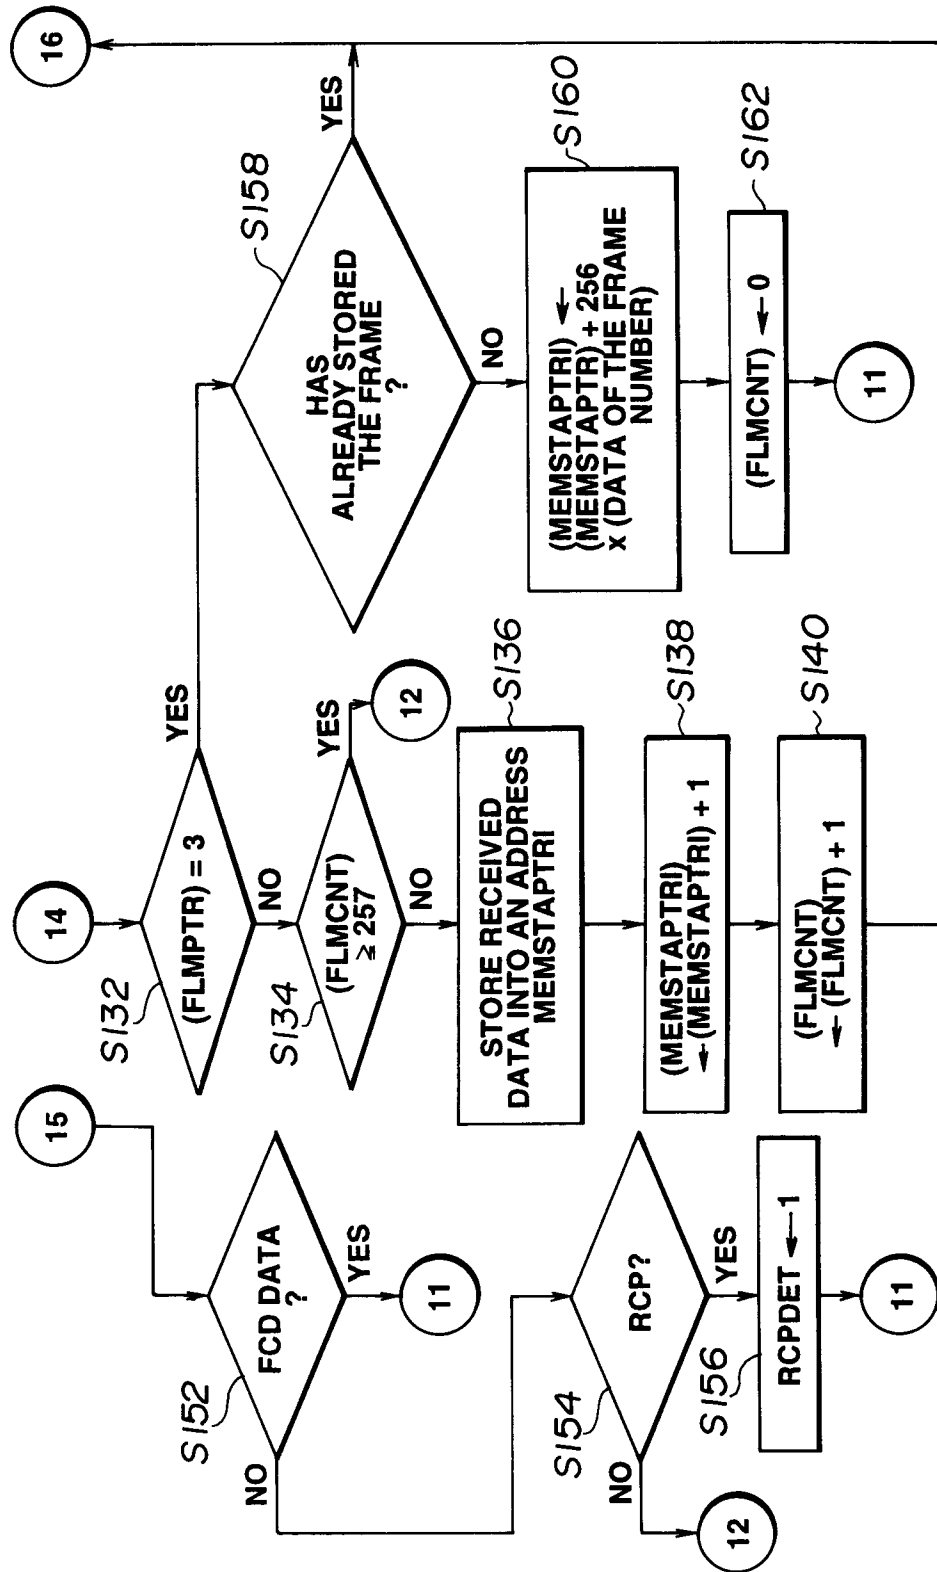 15
S152
FCD DATA
?
NO
YES
11
S154
RCP?
NO
YES
12
S156
RCPDET ← 1
11
14
S132
(FLMPTR) = 3
YES
NO
S134
(FLMCNT)
≥ 257
YES
12
NO
S136
STORE RECEIVED
DATA INTO AN ADDRESS
MEMSTAPTRI
S138
(MEMSTAPTRI)
← (MEMSTAPTRI) + 1
S140
(FLMCNT)
← (FLMCNT) + 1
16
S158
HAS
ALREADY STORED
THE FRAME
?
YES
NO
S160
(MEMSTAPTRI) ←
(MEMSTAPTR) + 256
x (DATA OF THE FRAME
NUMBER)
S162
(FLMCNT) ← 0
11